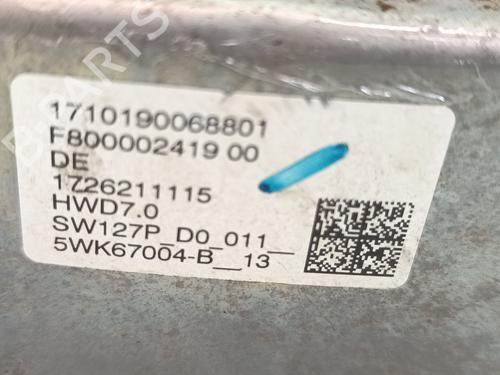 B-PARTS
1710190068801
F800002419 00
DE
1726211115
HWD7.0
SW127P_D0_011__
5WK67004-B__13